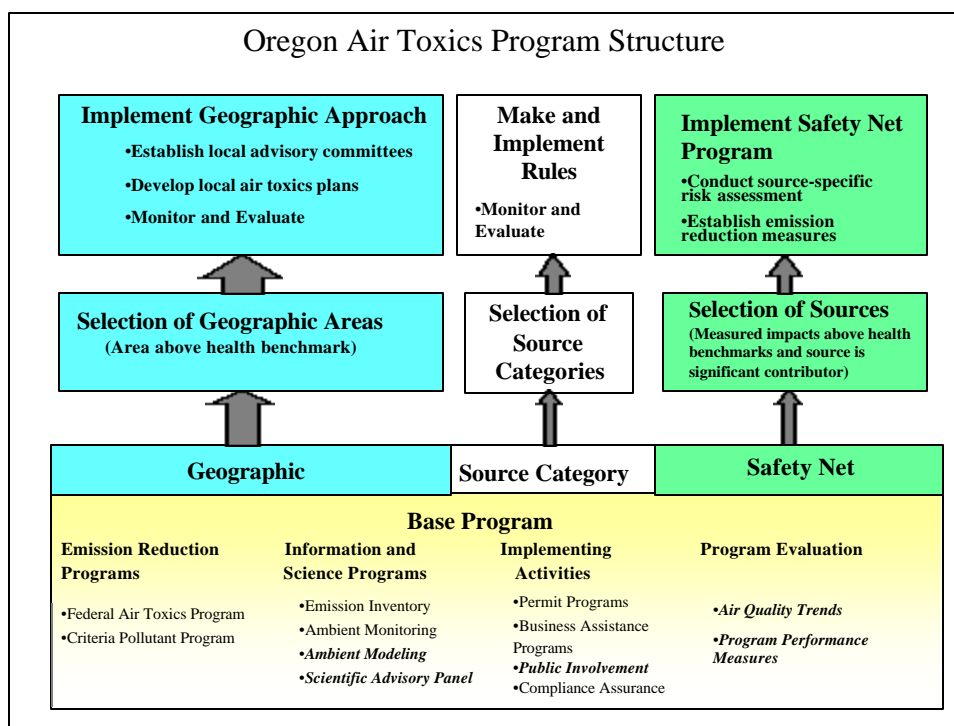 Oregon Air Toxics Program Structure
Implement Geographic Approach
•Establish local advisory committees
•Develop local air toxics plans
•Monitor and Evaluate
Make and
Implement
Rules
•Monitor and
Evaluate
Implement Safety Net
Program
•Conduct source-specific
risk assessment
•Establish emission
reduction measures
Selection of Geographic Areas
(Area above health benchmark)
Selection of
Source
Categories
Selection of Sources
(Measured impacts above health
benchmarks and source is
significant contributor)
Geographic
Source Category
Safety Net
Base Program
Emission Reduction
Programs
•Federal Air Toxics Program
•Criteria Pollutant Program
Information and
Science Programs
•Emission Inventory
•Ambient Monitoring
•Ambient Modeling
•Scientific Advisory Panel
Implementing
Activities
•Permit Programs
•Business Assistance
Programs
•Public Involvement
•Compliance Assurance
Program Evaluation
•Air Quality Trends
•Program Performance
Measures